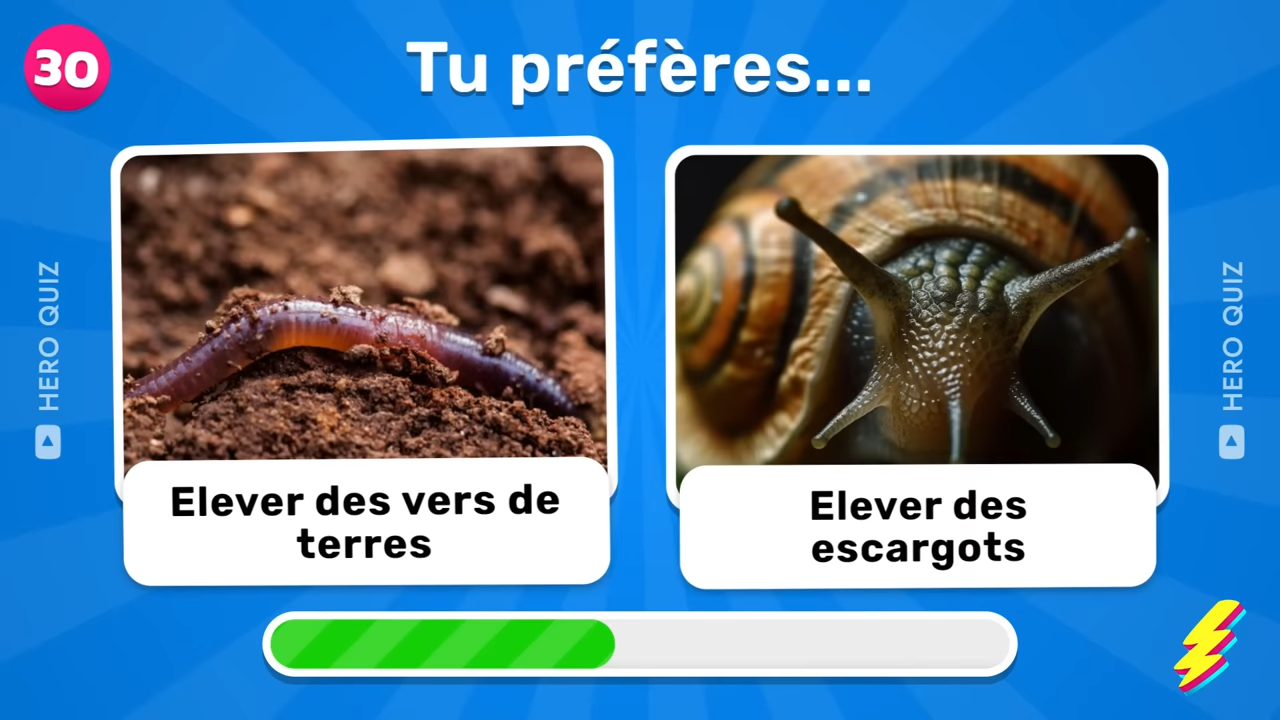 30
Tu préfères...
HERO QUIZ
HERO QUIZ
Elever des vers de
terres
Elever des
escargots